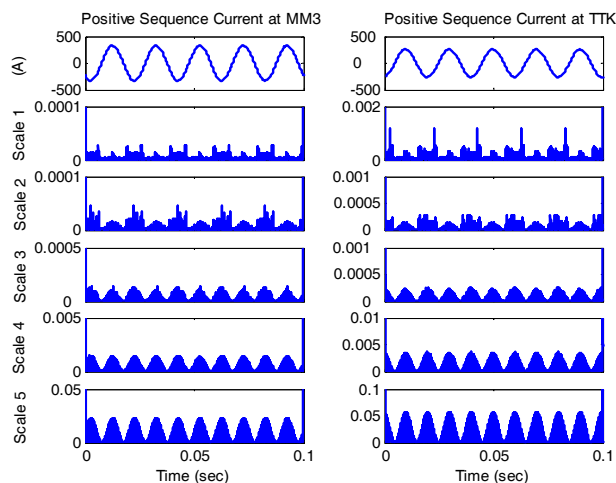 Positive Sequence Current at MM3
Positive Sequence Current at TTK
(A)
500
0
-500
500
0
-500
Scale 1
0.0001
0
0.002
0
Scale 2
0.0001
0
0.001
0.0005
0
Scale 3
0.0005
0
0.001
0.0005
0
Scale 4
0.005
0
0.01
0.005
0
Scale 5
0.05
0
0.1
0.05
0
0 0.05 0.1
0 0.05 0.1
Time (sec)
Time (sec)